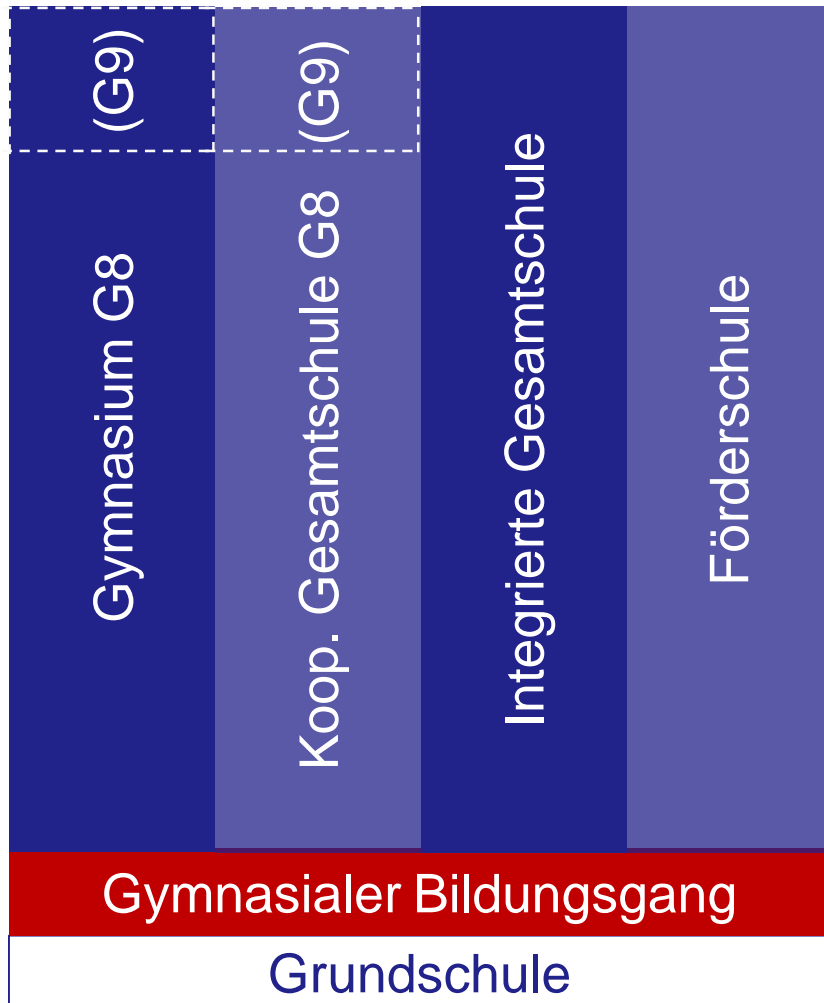 (G9)
(G9)
Gymnasium G8
Koop. Gesamtschule G8
Integrierte Gesamtschule
Förderschule
Gymnasialer Bildungsgang
Grundschule